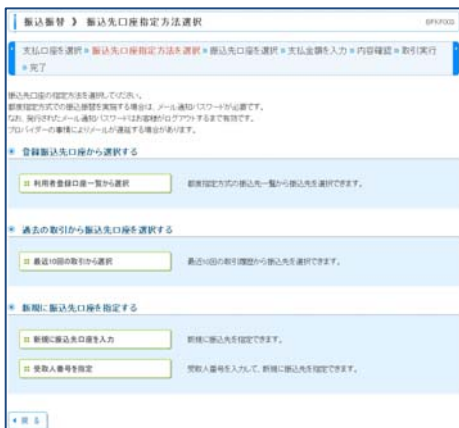 振込振替 》 振込先口座指定方法選択
BFKF003
支払口座を選択 » 振込先口座指定方法を選択 » 振込先口座を選択 » 支払金額を入力 » 内容確認 » 取引実行
» 完了
振込先口座の指定方法を選択してください。
都度指定方式での振込振替を実施する場合は、メール通知パスワードが必要です。
なお、発行されたメール通知パスワードはお客様がログアウトするまで有効です。
プロバイダーの事情によりメールが遅延する場合があります。
登録振込先口座から選択する
利用者登録口座一覧から選択
都度指定方式の振込先一覧から振込先を選択できます。
過去の取引から振込先口座を選択する
最近10回の取引から選択
最近10回の取引履歴から振込先を選択できます。
新規に振込先口座を指定する
新規に振込先口座を入力
新規に振込先を指定できます。
受取人番号を指定
受取人番号を入力して、新規に振込先を指定できます。
戻る